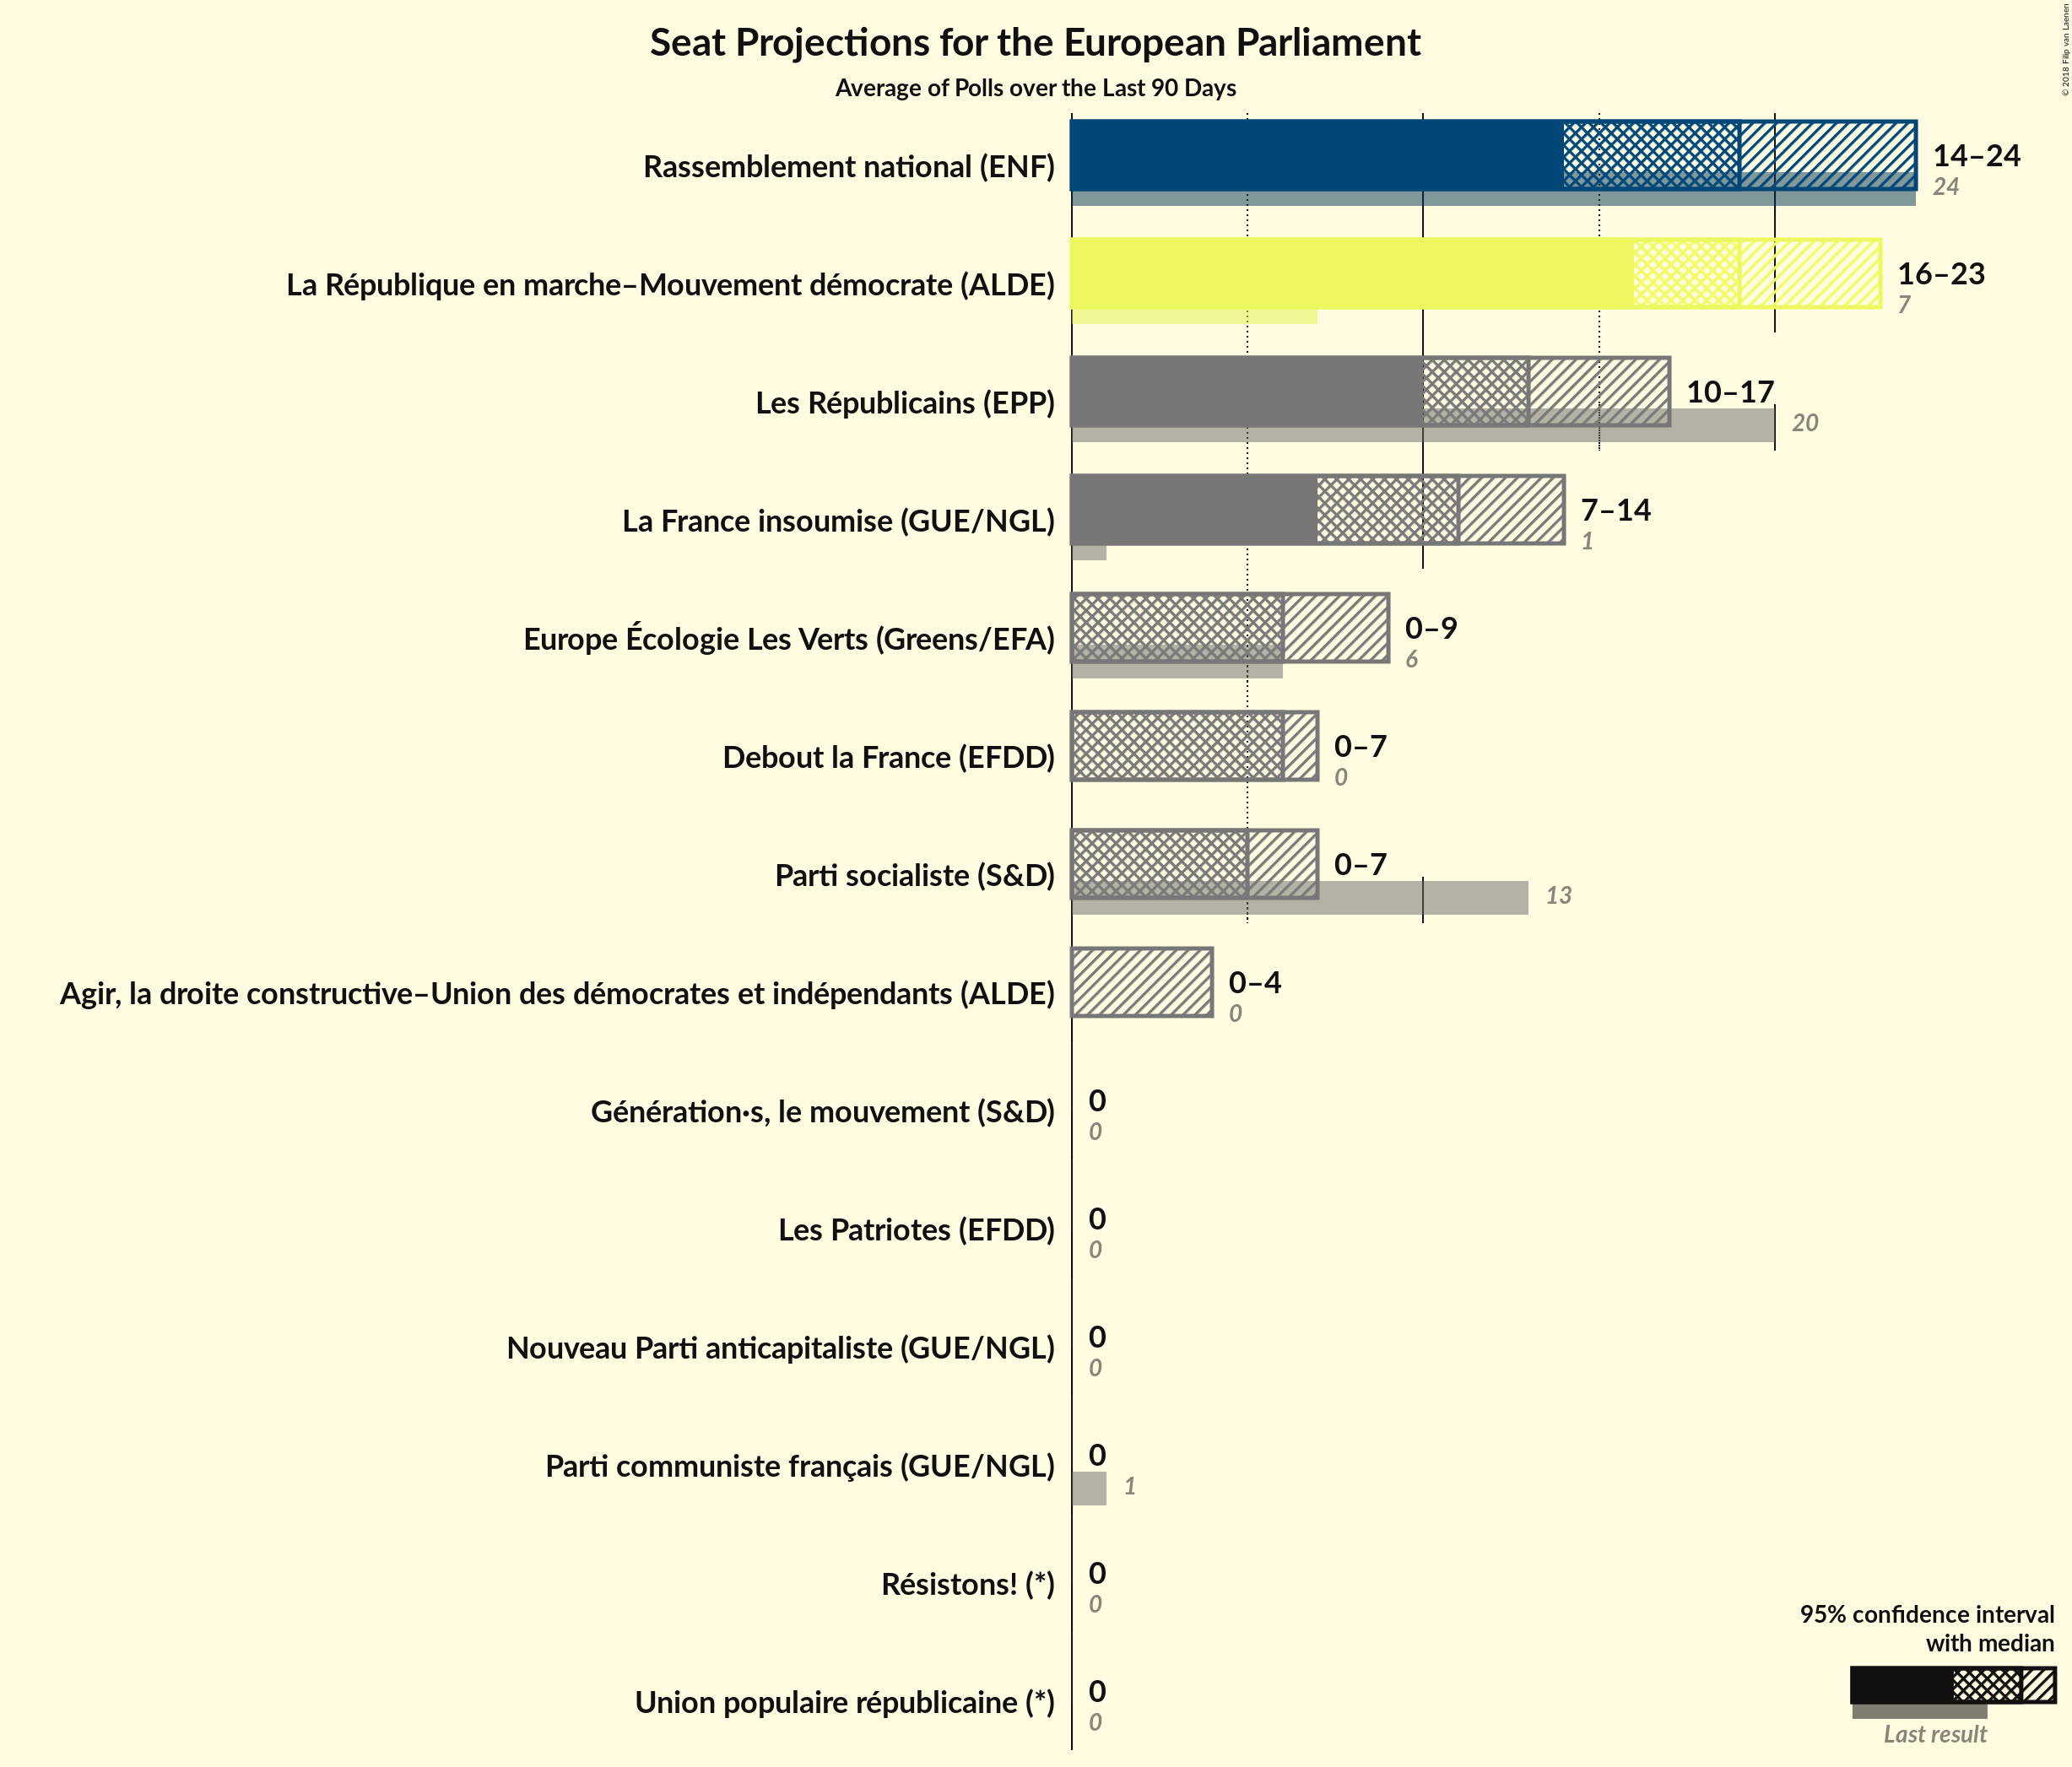 Seat Projections for the European Parliament
Average of Polls over the Last 90 Days
© 2018 Filip van Laenen
Rassemblement national (ENF)
14–24
24
La République en marche–Mouvement démocrate (ALDE)
16–23
7
Les Républicains (EPP)
10–17
20
La France insoumise (GUE/NGL)
7–14
1
Europe Écologie Les Verts (Greens/EFA)
0–9
6
Debout la France (EFDD)
0–7
0
Parti socialiste (S&D)
0–7
13
Agir, la droite constructive–Union des démocrates et indépendants (ALDE)
0–4
0
Génération·s, le mouvement (S&D)
0
0
Les Patriotes (EFDD)
0
0
Nouveau Parti anticapitaliste (GUE/NGL)
0
0
Parti communiste français (GUE/NGL)
0
1
Résistons! (*)
0
0
Union populaire républicaine (*)
0
0
95% confidence interval
with median
Last result